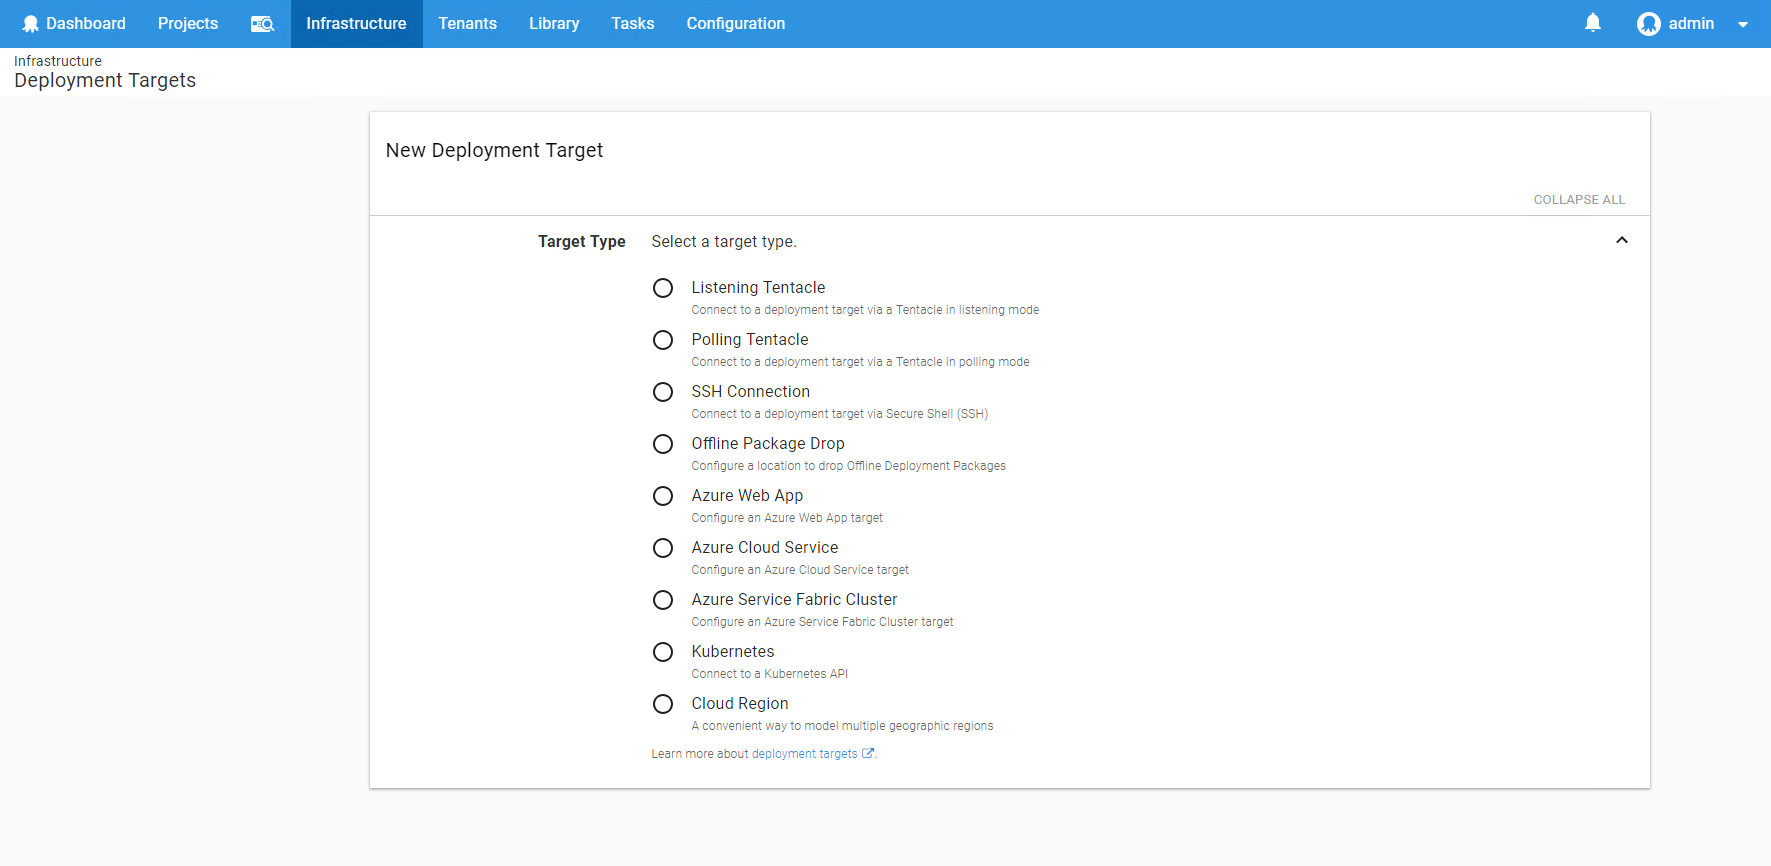 Dashboard Projects Infrastructure Tenants Library Tasks Configuration admin
Infrastructure
Deployment Targets
New Deployment Target
COLLAPSE ALL
Target Type Select a target type.
Listening Tentacle
Connect to a deployment target via a Tentacle in listening mode
Polling Tentacle
Connect to a deployment target via a Tentacle in polling mode
SSH Connection
Connect to a deployment target via Secure Shell (SSH)
Offline Package Drop
Configure a location to drop Offline Deployment Packages
Azure Web App
Configure an Azure Web App target
Azure Cloud Service
Configure an Azure Cloud Service target
Azure Service Fabric Cluster
Configure an Azure Service Fabric Cluster target
Kubernetes
Connect to a Kubernetes API
Cloud Region
A convenient way to model multiple geographic regions
Learn more about deployment targets.